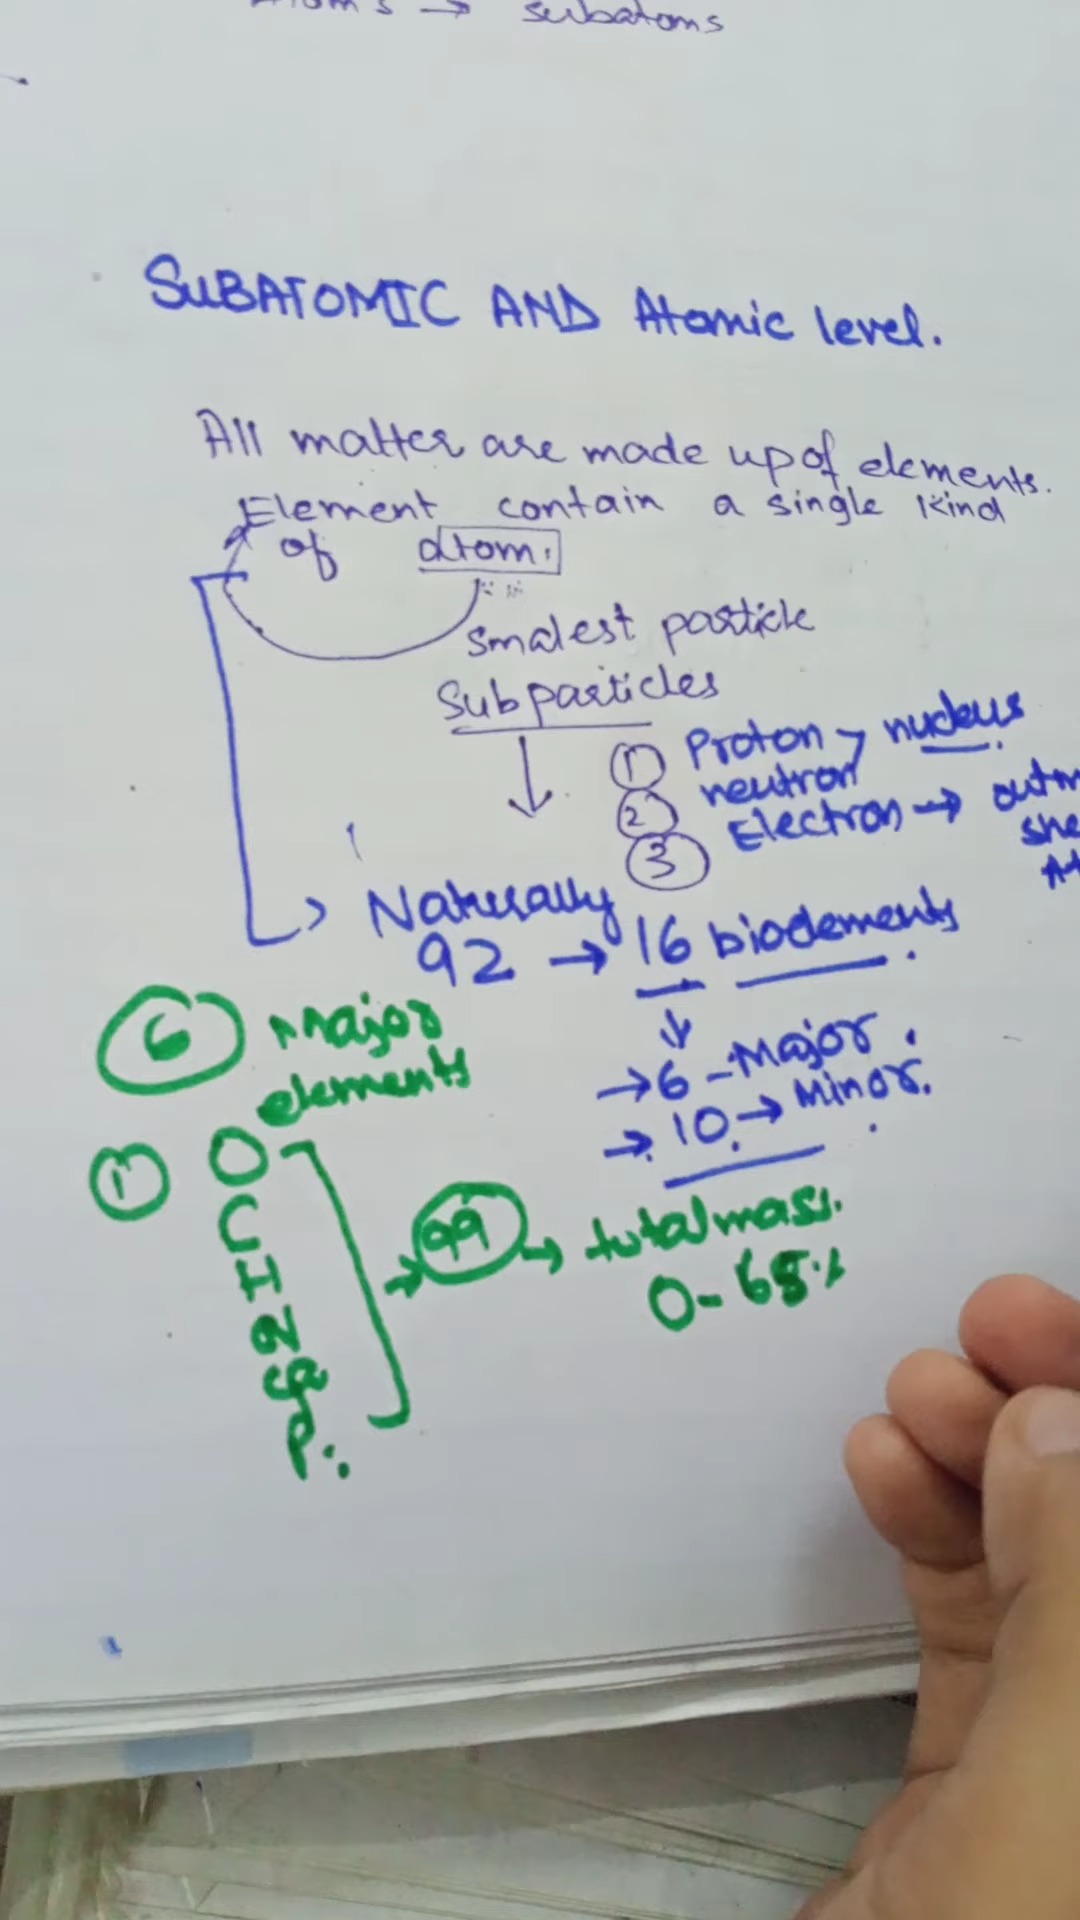 → subatoms
SUBATOMIC AND Atomic level.
All matter are made up of elements.
Element contain a single kind
of atom.
Smalest particle
Subparticles
① Proton → nucleus
② neutron
③ Electron →
Naturally
92 → 16 bioelements
→ 6 - Major.
→ 10. → Minor.
6 Major
elements
① O
C
H
N
S
P.
→ 99 → total mass.
O - 65%